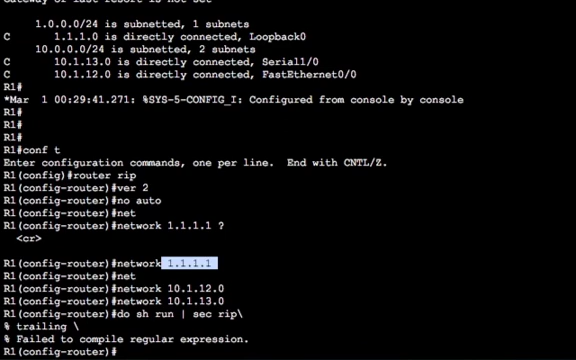 Gateway of last resort is not set
1.0.0.0/24 is subnetted, 1 subnets
C 1.1.1.0 is directly connected, Loopback0
10.0.0.0/24 is subnetted, 2 subnets
C 10.1.13.0 is directly connected, Serial1/0
C 10.1.12.0 is directly connected, FastEthernet0/0
R1#
*Mar 1 00:29:41.271: %SYS-5-CONFIG_I: Configured from console by console
R1#
R1#
R1#
R1#conf t
Enter configuration commands, one per line. End with CNTL/Z.
R1(config)#router rip
R1(config-router)#ver 2
R1(config-router)#no auto
R1(config-router)#net
R1(config-router)#network 1.1.1.1 ?
<cr>
R1(config-router)#network 1.1.1.1
R1(config-router)#net
R1(config-router)#network 10.1.12.0
R1(config-router)#network 10.1.13.0
R1(config-router)#do sh run | sec rip\
% trailing \
% Failed to compile regular expression.
R1(config-router)#